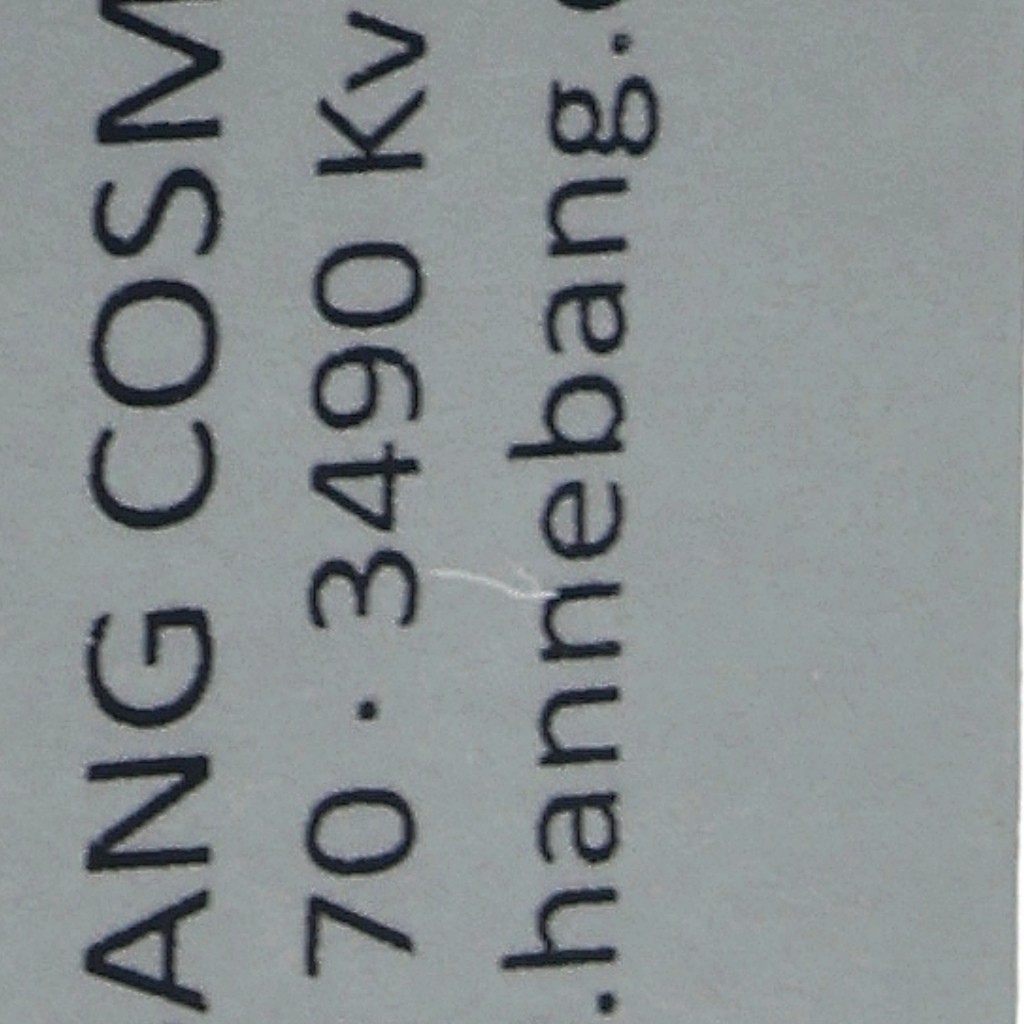 ANG COSM
70 · 3490 Kv
.hannebang.